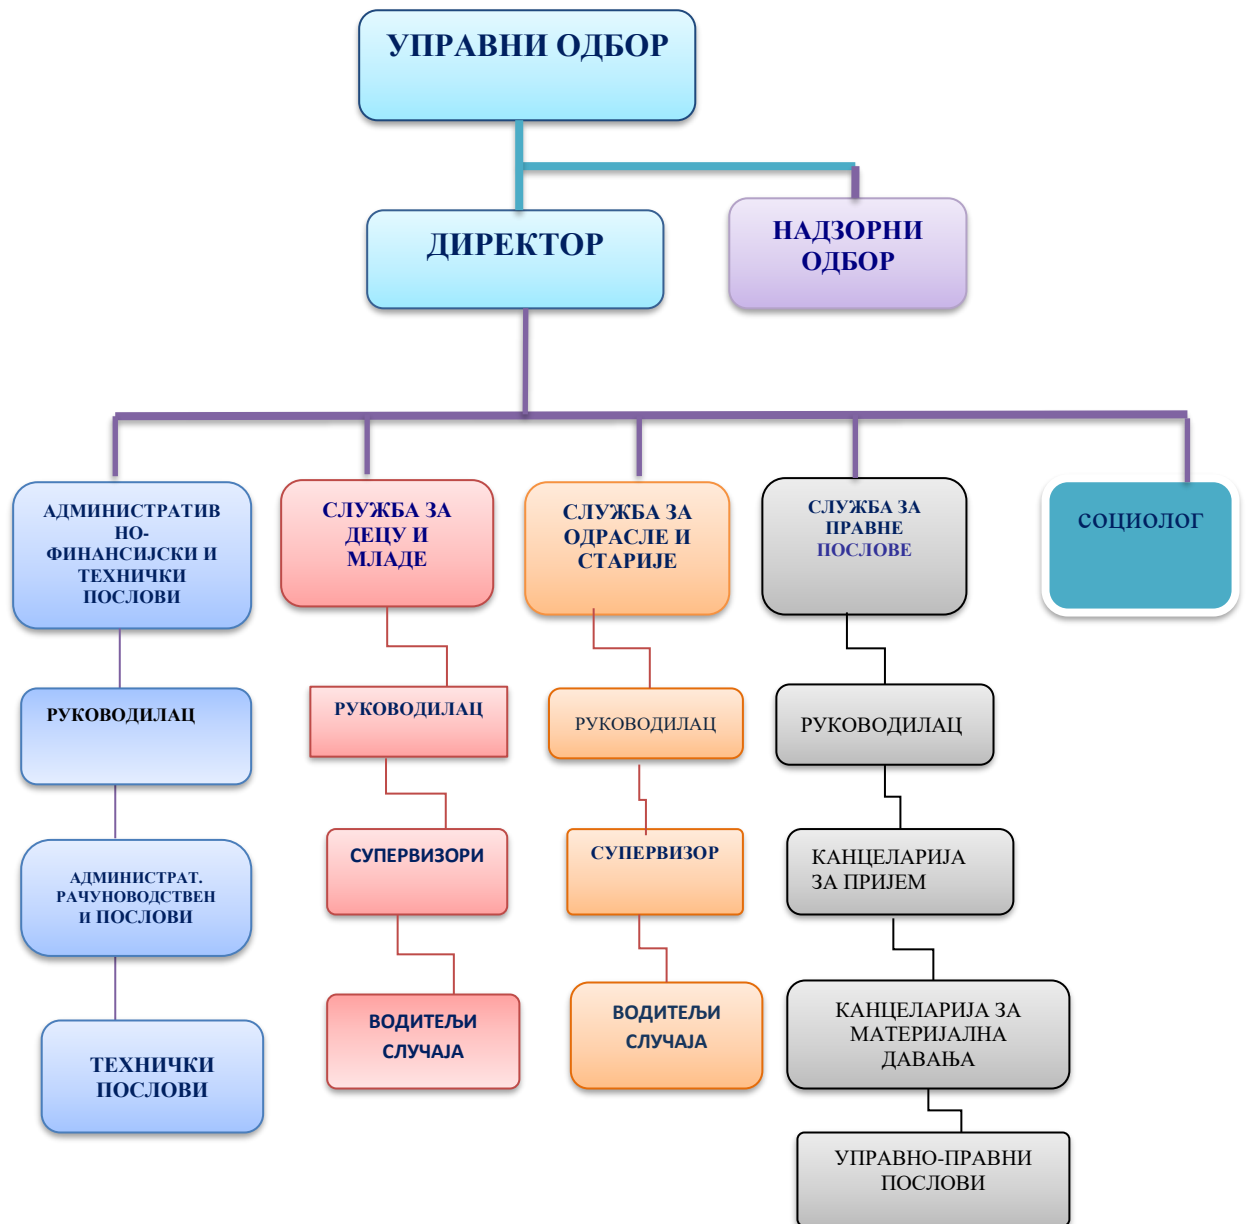 УПРАВНИ ОДБОР
ДИРЕКТОР
НАДЗОРНИ
ОДБОР
АДМИНИСТРАТИВ
НО-
ФИНАНСИЈСКИ И
ТЕХНИЧКИ
ПОСЛОВИ
СЛУЖБА ЗА
ДЕЦУ И
МЛАДЕ
СЛУЖБА ЗА
ОДРАСЛЕ И
СТАРИЈЕ
СЛУЖБА ЗА
ПРАВНЕ
ПОСЛОВЕ
СОЦИОЛОГ
РУКОВОДИЛАЦ
РУКОВОДИЛАЦ
РУКОВОДИЛАЦ
РУКОВОДИЛАЦ
АДМИНИСТРАТ.
РАЧУНОВОДСТВЕН
И ПОСЛОВИ
СУПЕРВИЗОРИ
СУПЕРВИЗОР
КАНЦЕЛАРИЈА
ЗА ПРИЈЕМ
ТЕХНИЧКИ
ПОСЛОВИ
ВОДИТЕЉИ
СЛУЧАЈА
ВОДИТЕЉИ
СЛУЧАЈА
КАНЦЕЛАРИЈА ЗА
МАТЕРИЈАЛНА
ДАВАЊА
УПРАВНО-ПРАВНИ
ПОСЛОВИ